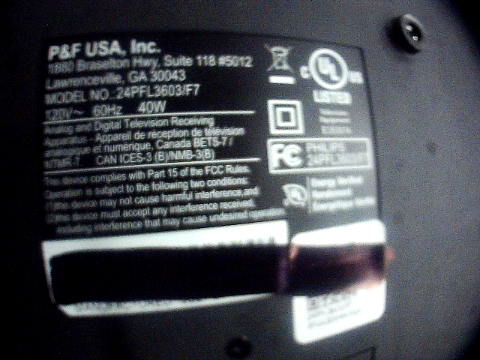 P&F USA, Inc.
1880 Braselton Hwy, Suite 118 #5012
Lawrenceville, GA 30043
MODEL NO. 24PFL3603/F7
120V~ 60Hz 40W
Analog and Digital Television Receiving
Apparatus / Appareil de réception de télévision
analogique et numérique, Canada BETS-7 /
NTMR-7 CAN ICES-3 (B)/NMB-3(B)
This device complies with Part 15 of the FCC Rules.
Operation is subject to the following two conditions:
(1)this device may not cause harmful interference,and
(2)this device must accept any interference received,
including interference that may cause undesired operation.
C UL US
LISTED
FC PHILIPS
24PFL3603/F7
Energy Verified